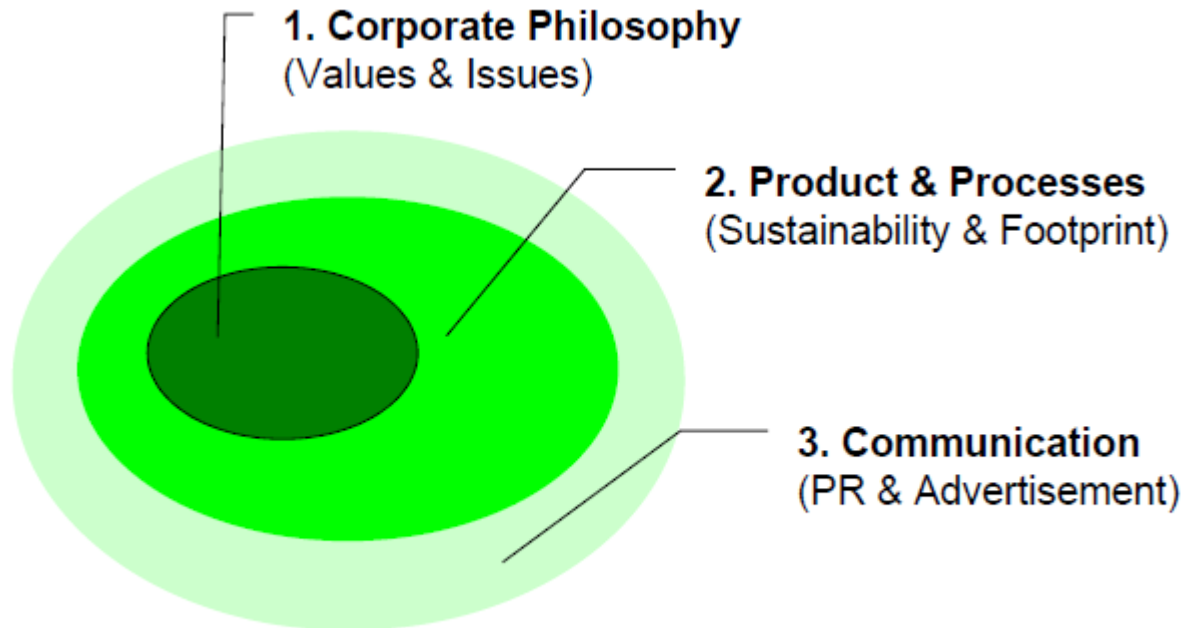 1. Corporate Philosophy
(Values & Issues)
2. Product & Processes
(Sustainability & Footprint)
3. Communication
(PR & Advertisement)